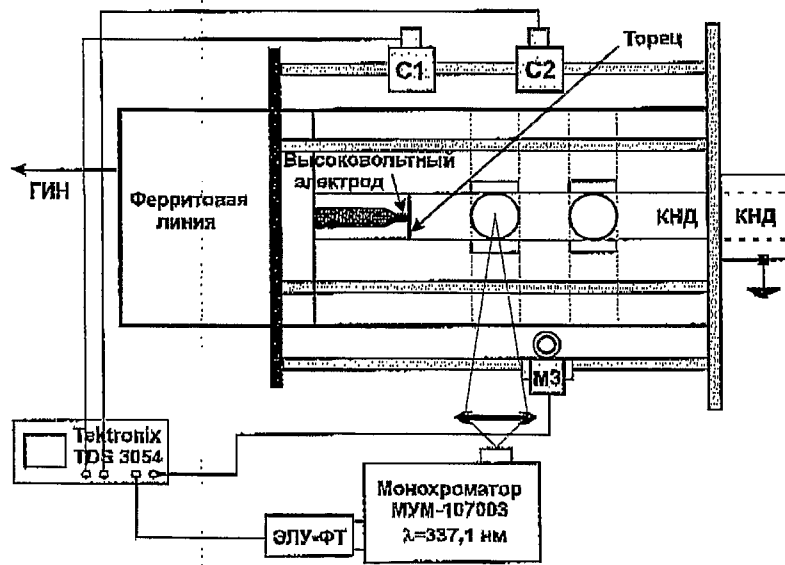 C1
C2
Торец
Высоковольтный
электрод
ГИН
Ферритовая
линия
КНД
КНД
МЭ
Tektronix
TDS 3054
Монохроматор
МУМ-107003
λ=337,1 нм
ЭЛУ-ФТ